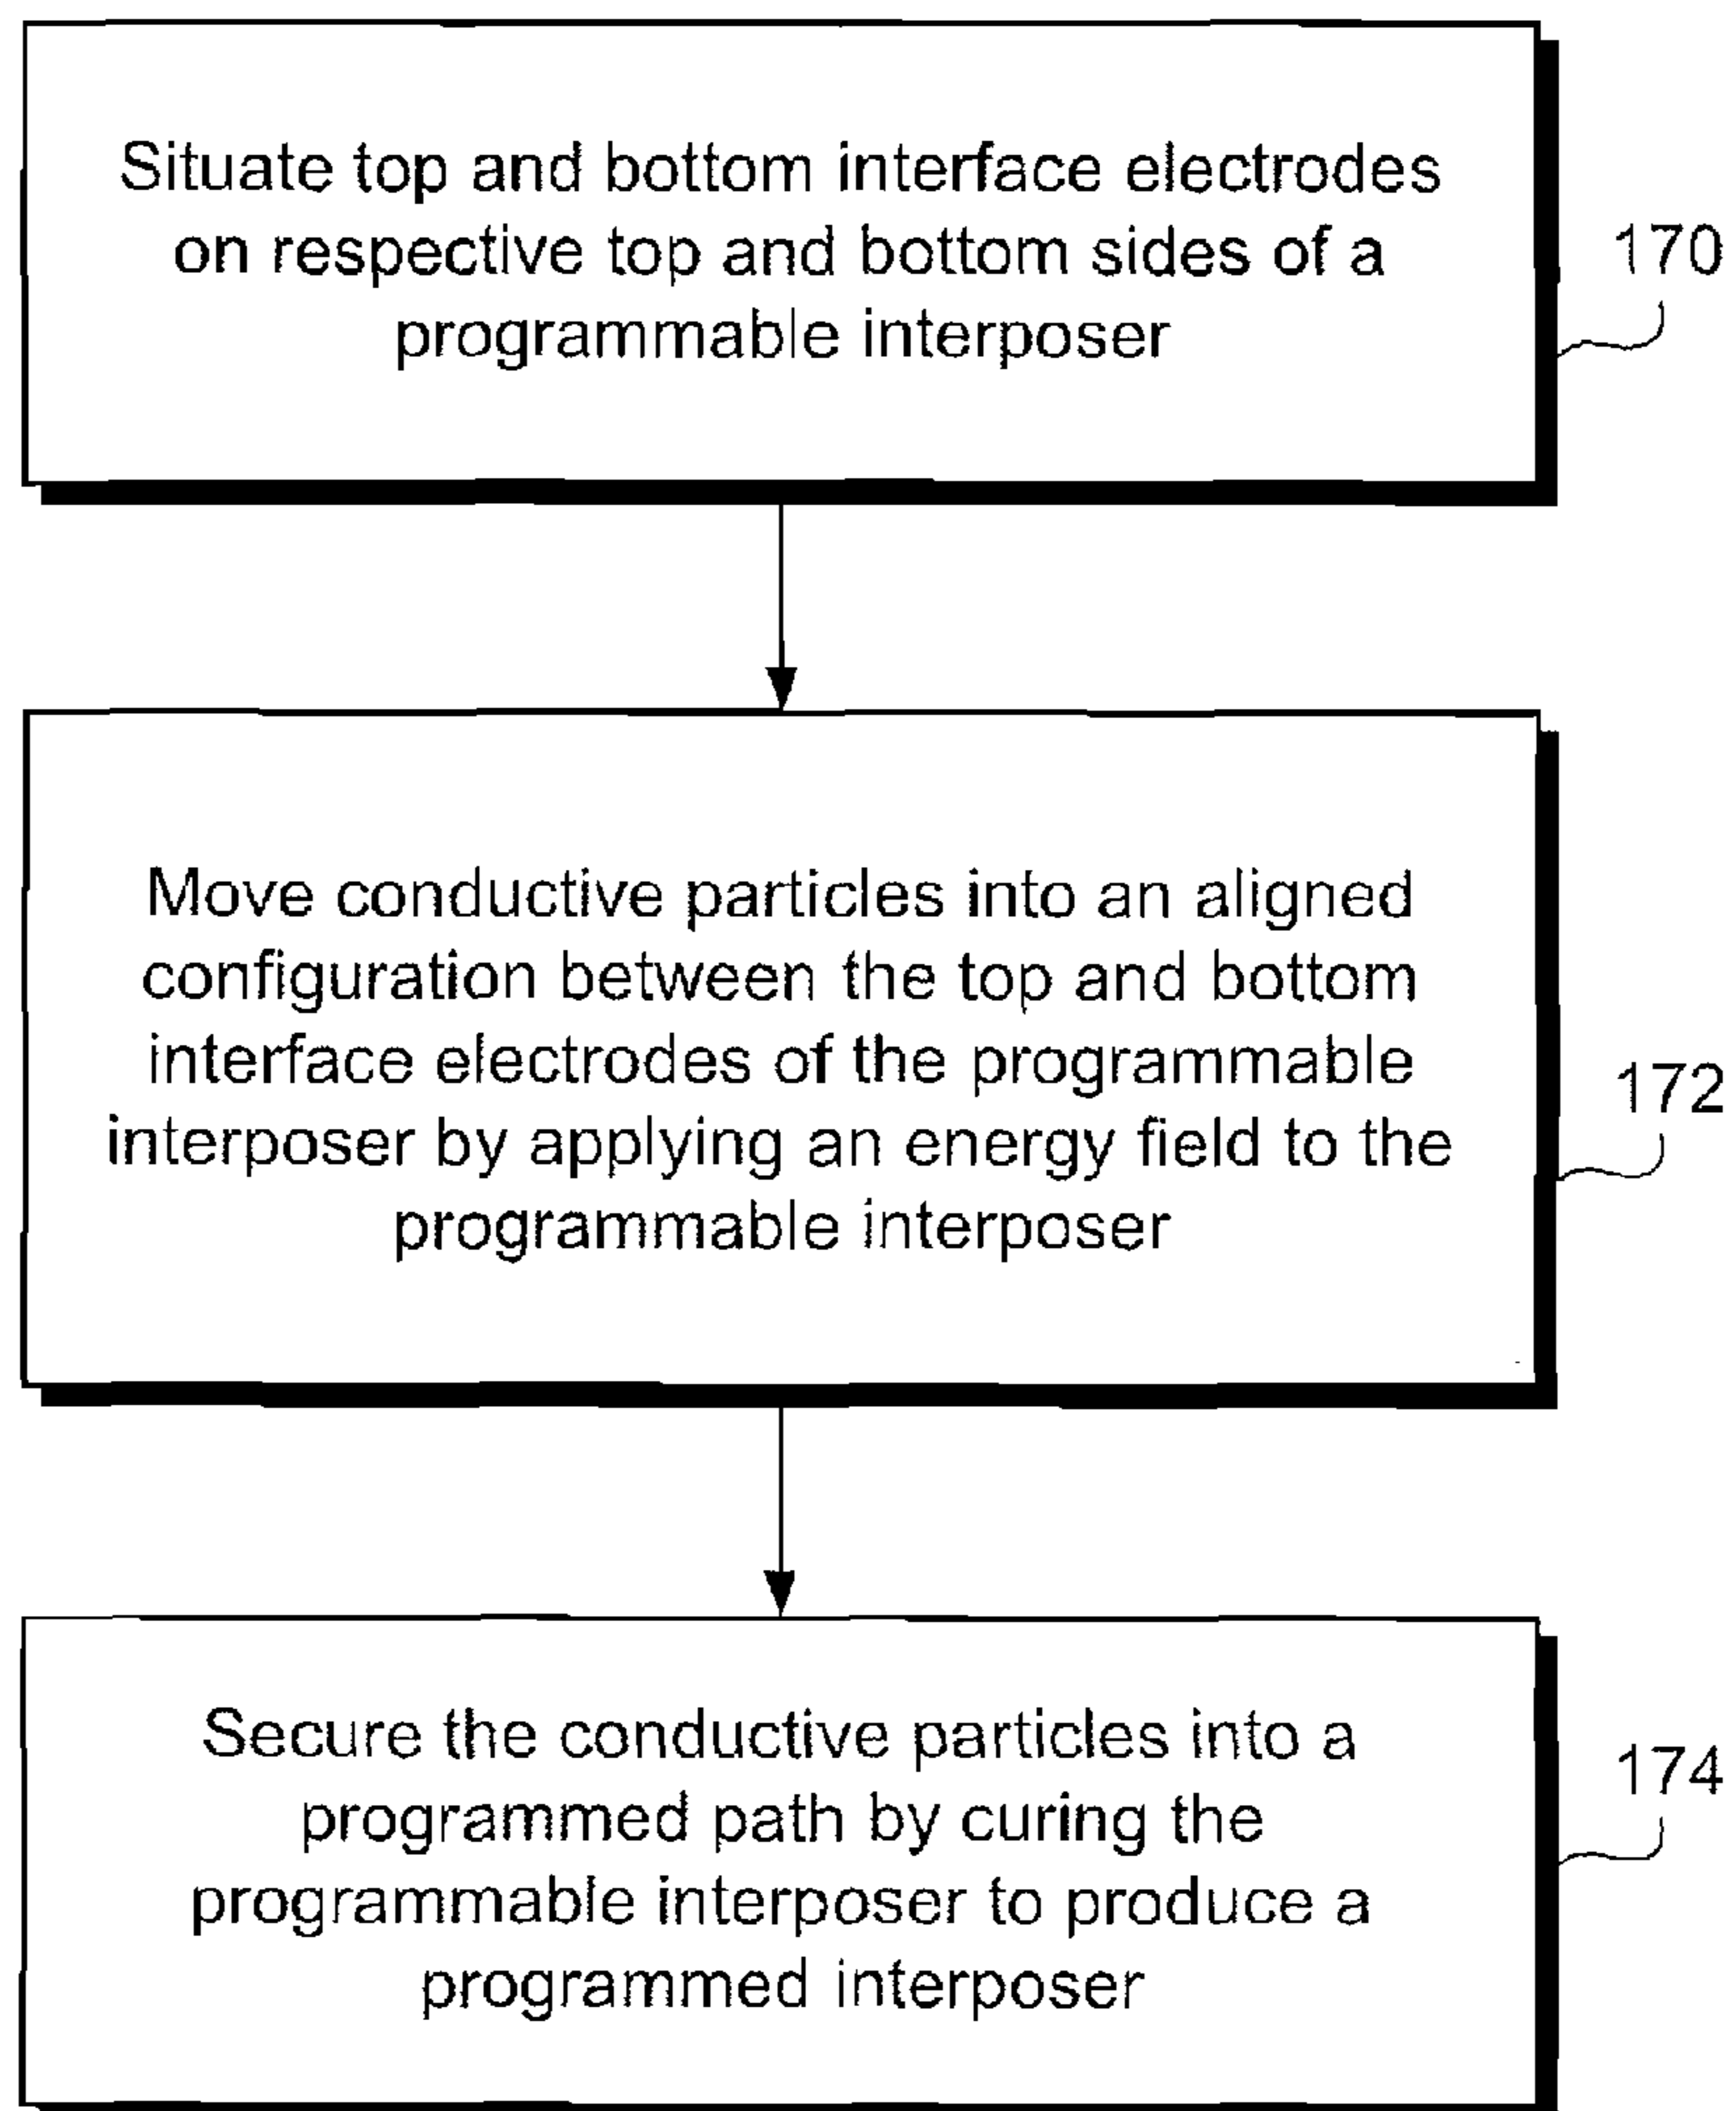 Situate top and bottom interface electrodes
on respective top and bottom sides of a
programmable interposer
170
Move conductive particles into an aligned
configuration between the top and bottom
interface electrodes of the programmable
interposer by applying an energy field to the
programmable interposer
172
Secure the conductive particles into a
programmed path by curing the
programmable interposer to produce a
programmed interposer
174